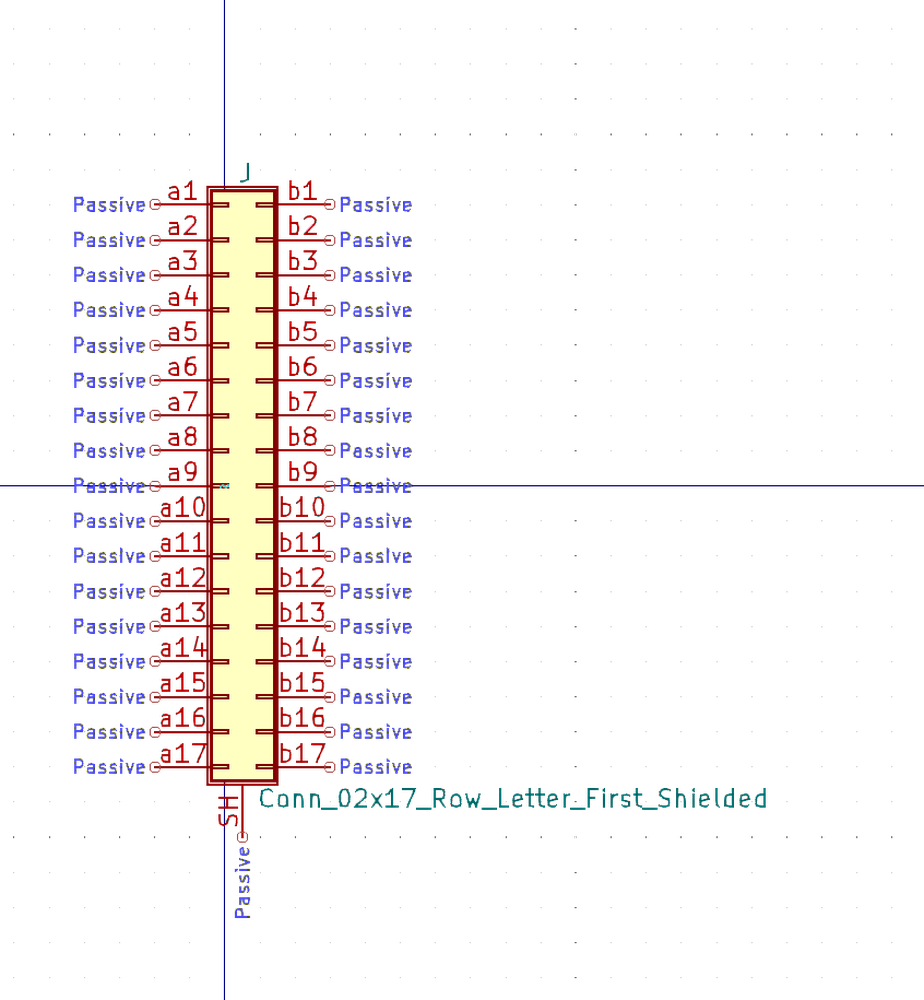 J
a1 b1
Passive Passive
a2 b2
Passive Passive
a3 b3
Passive Passive
a4 b4
Passive Passive
a5 b5
Passive Passive
a6 b6
Passive Passive
a7 b7
Passive Passive
a8 b8
Passive Passive
a9 b9
Passive Passive
a10 b10
Passive Passive
a11 b11
Passive Passive
a12 b12
Passive Passive
a13 b13
Passive Passive
a14 b14
Passive Passive
a15 b15
Passive Passive
a16 b16
Passive Passive
a17 b17
Passive Passive
SH
Conn_02x17_Row_Letter_First_Shielded
Passive